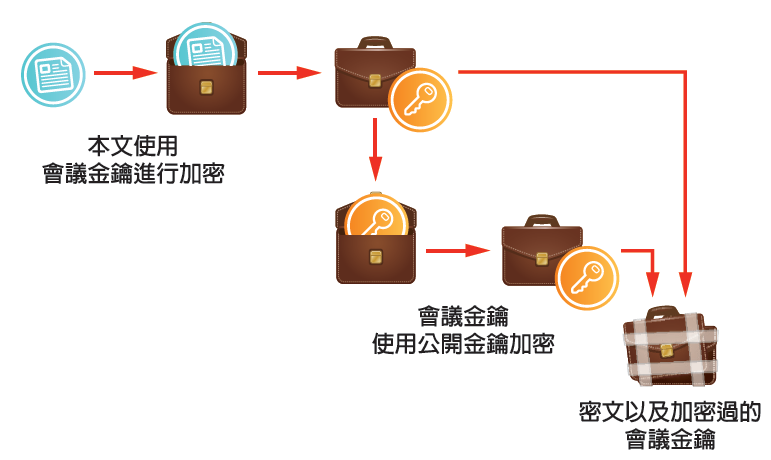 本文使用
會議金鑰進行加密
會議金鑰
使用公開金鑰加密
密文以及加密過的
會議金鑰